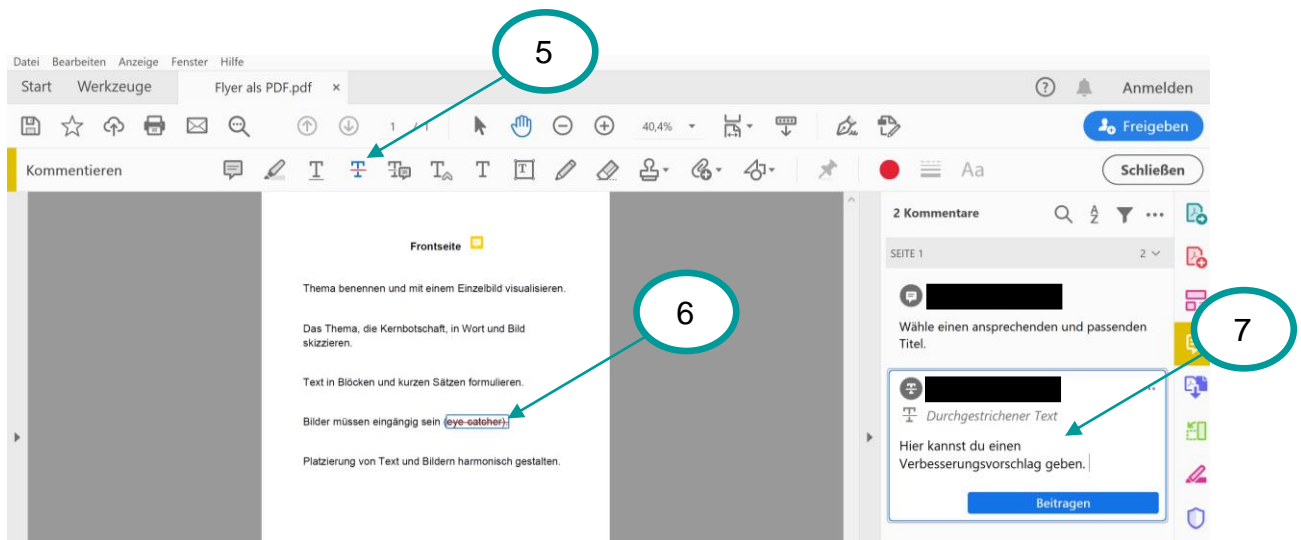 5
Datei Bearbeiten Anzeige Fenster Hilfe
Start Werkzeuge Flyer als PDF.pdf × ? Anmelden
1 / 1 40,4% Freigeben
Kommentieren T T T T T T Aa Schließen
2 Kommentare A Z
Frontseite
SEITE 1 2
Thema benennen und mit einem Einzelbild visualisieren.
6
7
Das Thema, die Kernbotschaft, in Wort und Bild
skizzieren.
Wähle einen ansprechenden und passenden
Titel.
Text in Blöcken und kurzen Sätzen formulieren.
T Durchgestrichener Text
Bilder müssen eingängig sein (eye catcher).
Hier kannst du einen
Verbesserungsvorschlag geben.
Platzierung von Text und Bildern harmonisch gestalten.
Beitragen